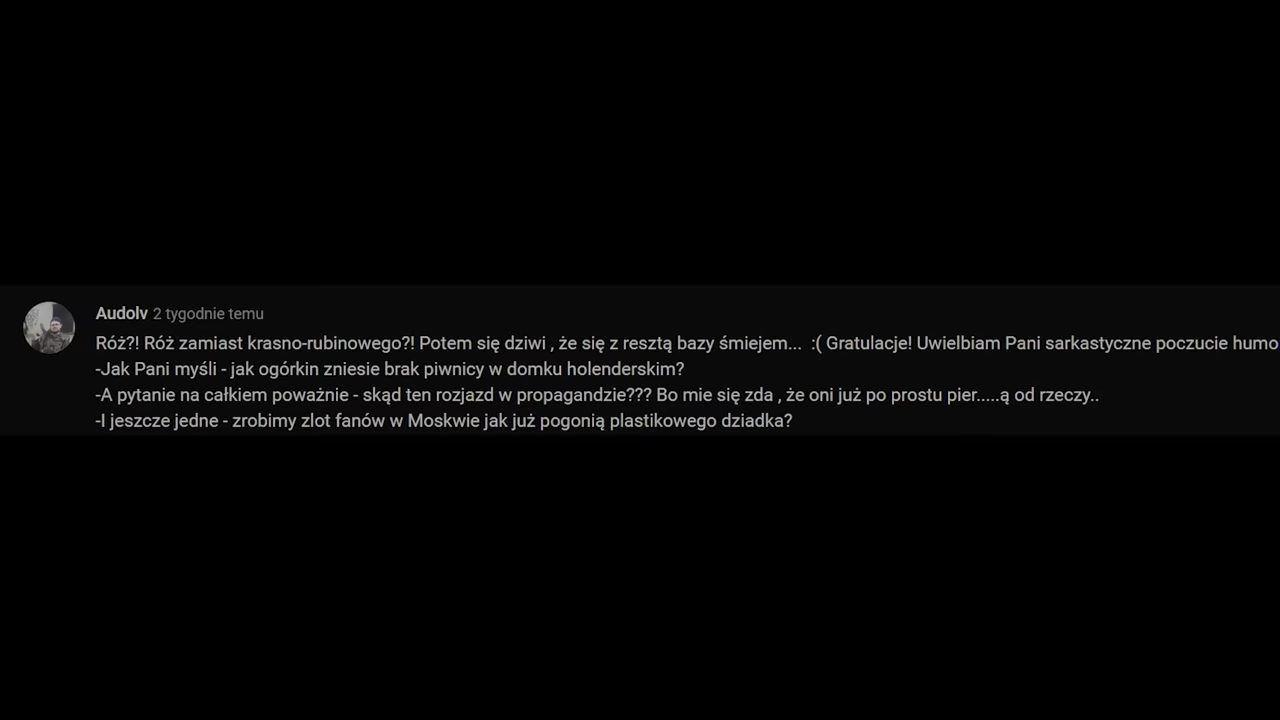 Audolv 2 tygodnie temu
Róż?! Róż zamiast krasno-rubinowego?! Potem się dziwi , że się z resztą bazy śmiejem...  :( Gratulacje! Uwielbiam Pani sarkastyczne poczucie humo
-Jak Pani myśli - jak ogórkin zniesie brak piwnicy w domku holenderskim?
-A pytanie na całkiem poważnie - skąd ten rozjazd w propagandzie??? Bo mie się zda , że oni już po prostu pier.....ą od rzeczy..
-I jeszcze jedne - zrobimy zlot fanów w Moskwie jak już pogonią plastikowego dziadka?